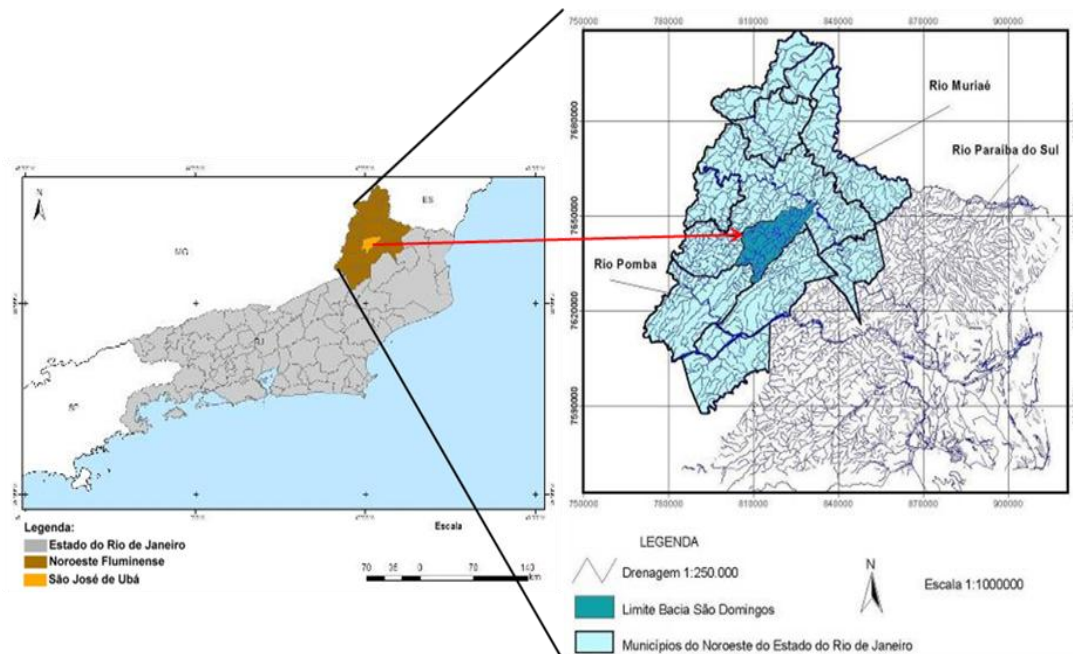 N
ES
MG
RJ
SP
Legenda:
Estado do Rio de Janeiro
Noroeste Fluminense
São José de Ubá
Escala
70 35 0 70 140
km
750000 780000 810000 840000 870000 900000
7680000
7650000
7620000
7590000
Rio Muriaé
Rio Paraiba do Sul
Rio Pomba
750000 780000 810000 840000 870000 900000
LEGENDA
Drenagem 1:250.000
Limite Bacia São Domingos
Municípios do Noroeste do Estado do Rio de Janeiro
N
Escala 1:1000000